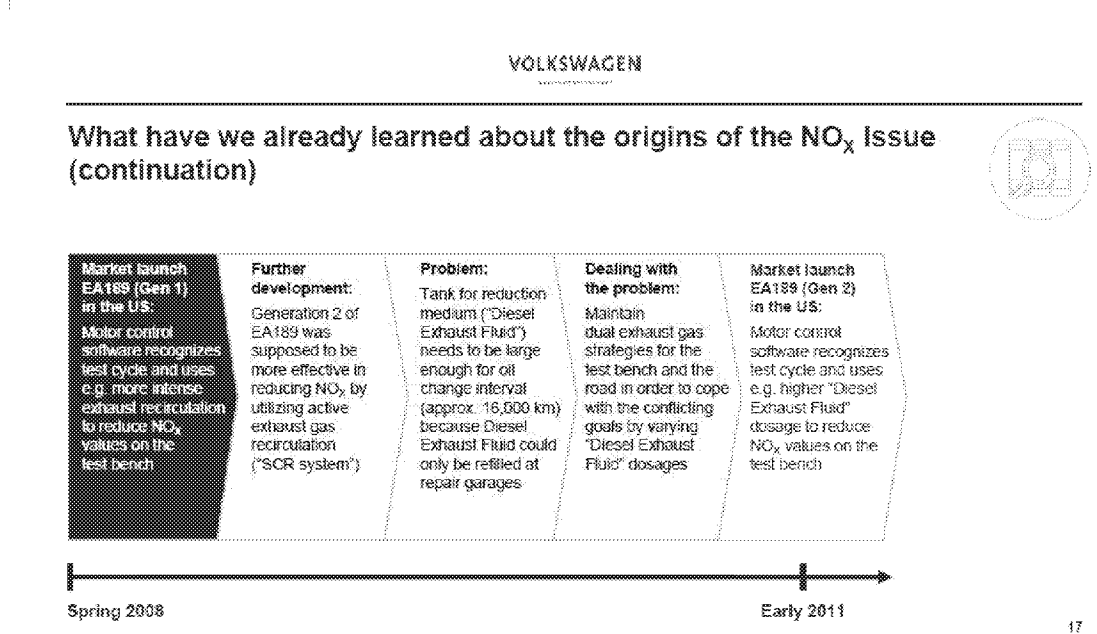 VOLKSWAGEN
What have we already learned about the origins of the NOX Issue
(continuation)
Market launch
EA189 (Gen 1)
in the US:
Motor control
software recognizes
test cycle and uses
e.g. more intense
exhaust recirculation
to reduce NOX
values on the
test bench
Further
development:
Generation 2 of
EA189 was
supposed to be
more effective in
reducing NOX by
utilizing active
exhaust gas
recirculation
("SCR system")
Problem:
Tank for reduction
medium ("Diesel
Exhaust Fluid")
needs to be large
enough for oil
change interval
(approx. 16,000 km)
because Diesel
Exhaust Fluid could
only be refilled at
repair garages
Dealing with
the problem:
Maintain
dual exhaust gas
strategies for the
test bench and the
road in order to cope
with the conflicting
goals by varying
"Diesel Exhaust
Fluid" dosages
Market launch
EA189 (Gen 2)
in the US:
Motor control
software recognizes
test cycle and uses
e.g. higher "Diesel
Exhaust Fluid"
dosage to reduce
NOX values on the
test bench
Spring 2008
Early 2011
17